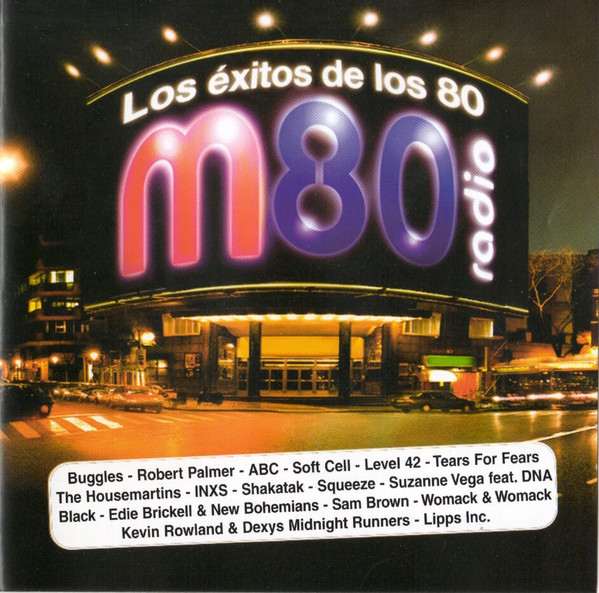 Los éxitos de los 80
m80
radio
Buggles - Robert Palmer - ABC - Soft Cell - Level 42 - Tears For Fears
The Housemartins - INXS - Shakatak - Squeeze - Suzanne Vega feat. DNA
Black - Edie Brickell & New Bohemians - Sam Brown - Womack & Womack
Kevin Rowland & Dexys Midnight Runners - Lipps Inc.